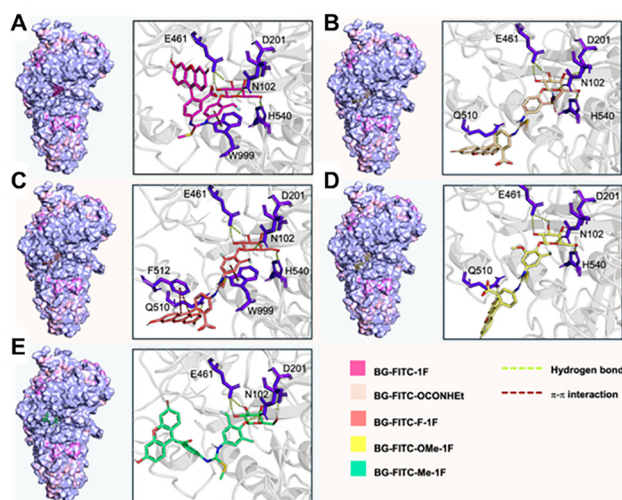 A
E461
D201
N102
H540
W999
B
E461
D201
N102
Q510
H540
C
E461
D201
N102
F512
H540
Q510
W999
D
E461
D201
N102
Q510
H540
E
E461
D201
N102
BG-FITC-1F
BG-FITC-OCONHEt
BG-FITC-F-1F
BG-FITC-OMe-1F
BG-FITC-Me-1F
Hydrogen bond
π-π interaction